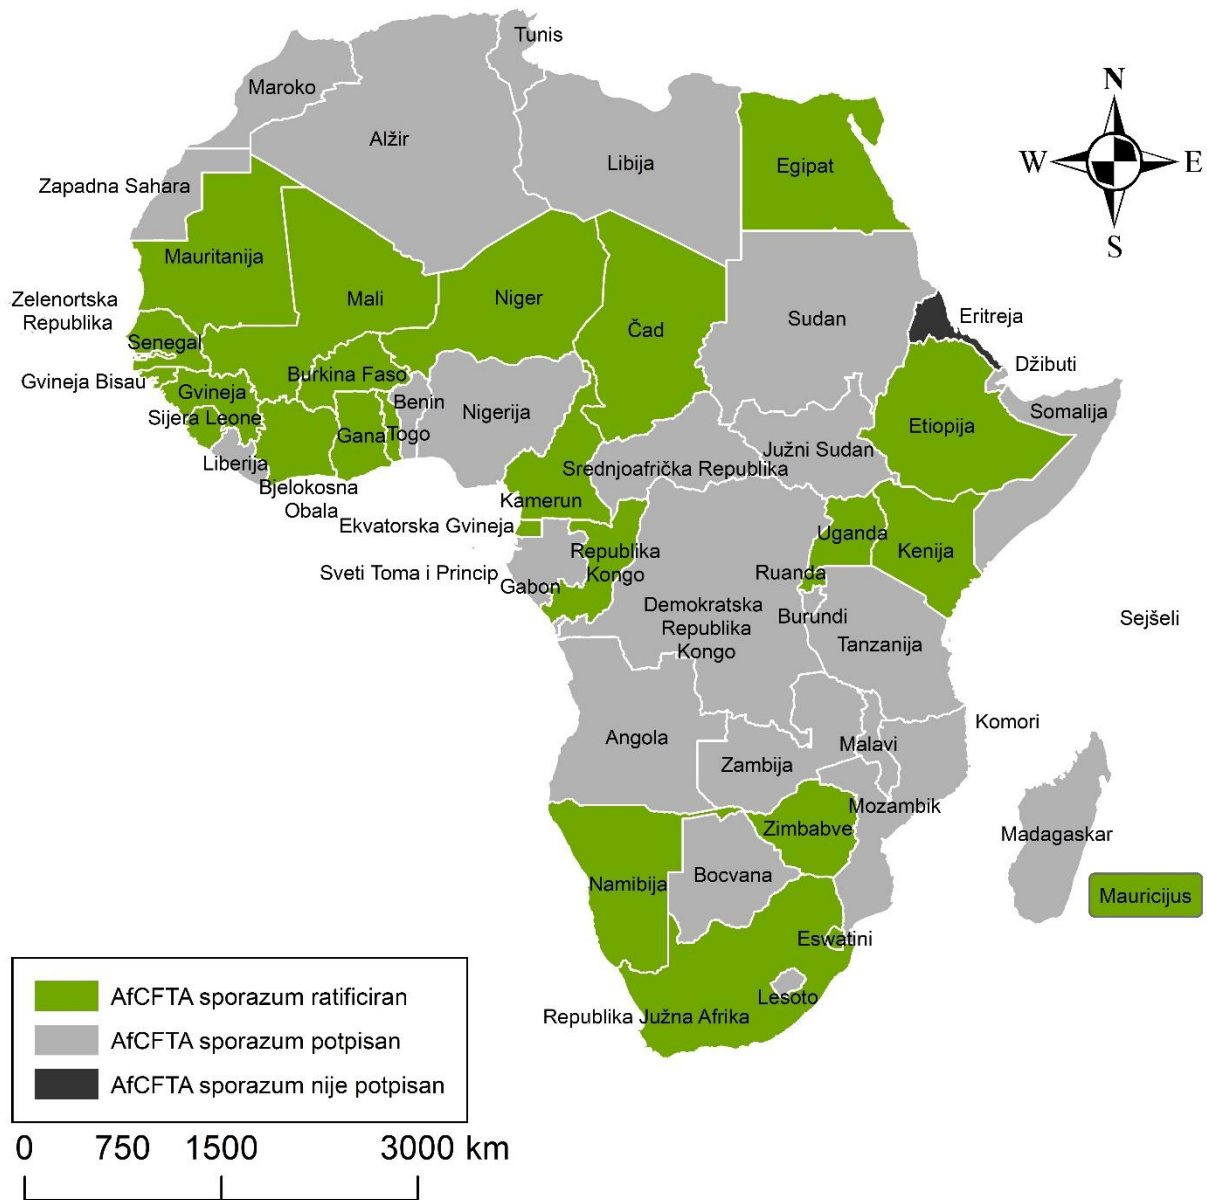 Tunis
Maroko
Alžir
Libija
Egipat
N
W
E
S
Zapadna Sahara
Mauritanija
Mali
Niger
Čad
Sudan
Eritreja
Zelenortska
Republika
Senegal
Džibuti
Gvineja Bisau
Gvineja
Burkina Faso
Benin
Nigerija
Somalija
Sijera Leone
Gana
Togo
Etiopija
Liberija
Južni Sudan
Srednjoafrička Republika
Bjelokosna
Obala
Kamerun
Ekvatorska Gvineja
Uganda
Kenija
Republika
Kongo
Sveti Toma i Princip
Gabon
Ruanda
Demokratska
Republika
Kongo
Burundi
Tanzanija
Sejšeli
Komori
Angola
Malavi
Zambija
Mozambik
Zimbabve
Madagaskar
Namibija
Bocvana
Mauricijus
Eswatini
Lesoto
Republika Južna Afrika
AfCFTA sporazum ratificiran
AfCFTA sporazum potpisan
AfCFTA sporazum nije potpisan
0 750 1500 3000 km